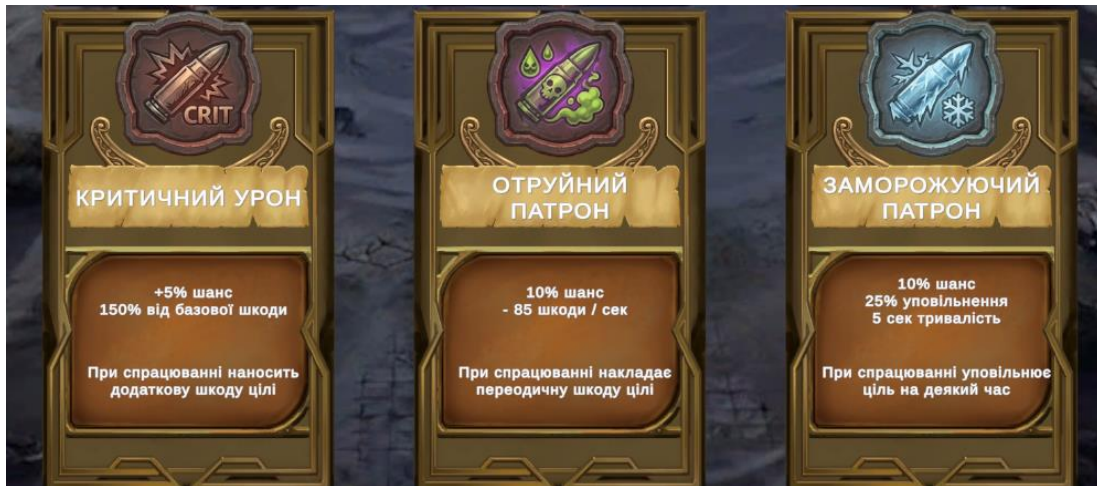 CRIT
КРИТИЧНИЙ УРОН
+5% шанс
150% від базової шкоди
При спрацюванні наносить
додаткову шкоду цілі
ОТРУЙНИЙ
ПАТРОН
10% шанс
- 85 шкоди / сек
При спрацюванні накладає
переодичну шкоду цілі
ЗАМОРОЖУЮЧИЙ
ПАТРОН
10% шанс
25% уповільнення
5 сек тривалість
При спрацюванні уповільнює
ціль на деякий час